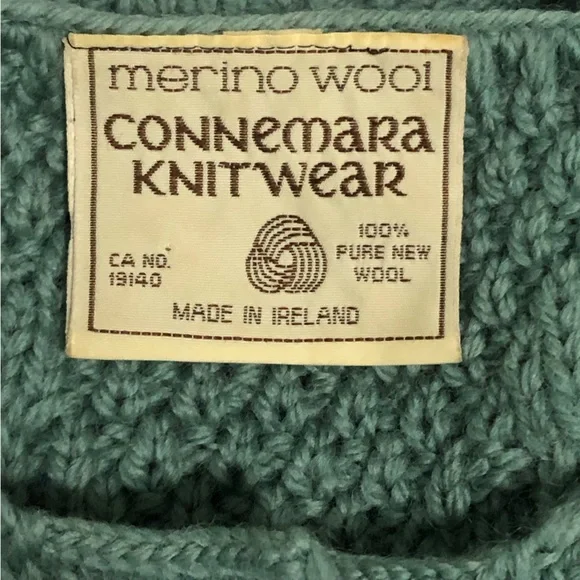 merino wool
CONNEMARA
KNITWEAR
CA NO.
19140
100%
PURE NEW
WOOL
MADE IN IRELAND